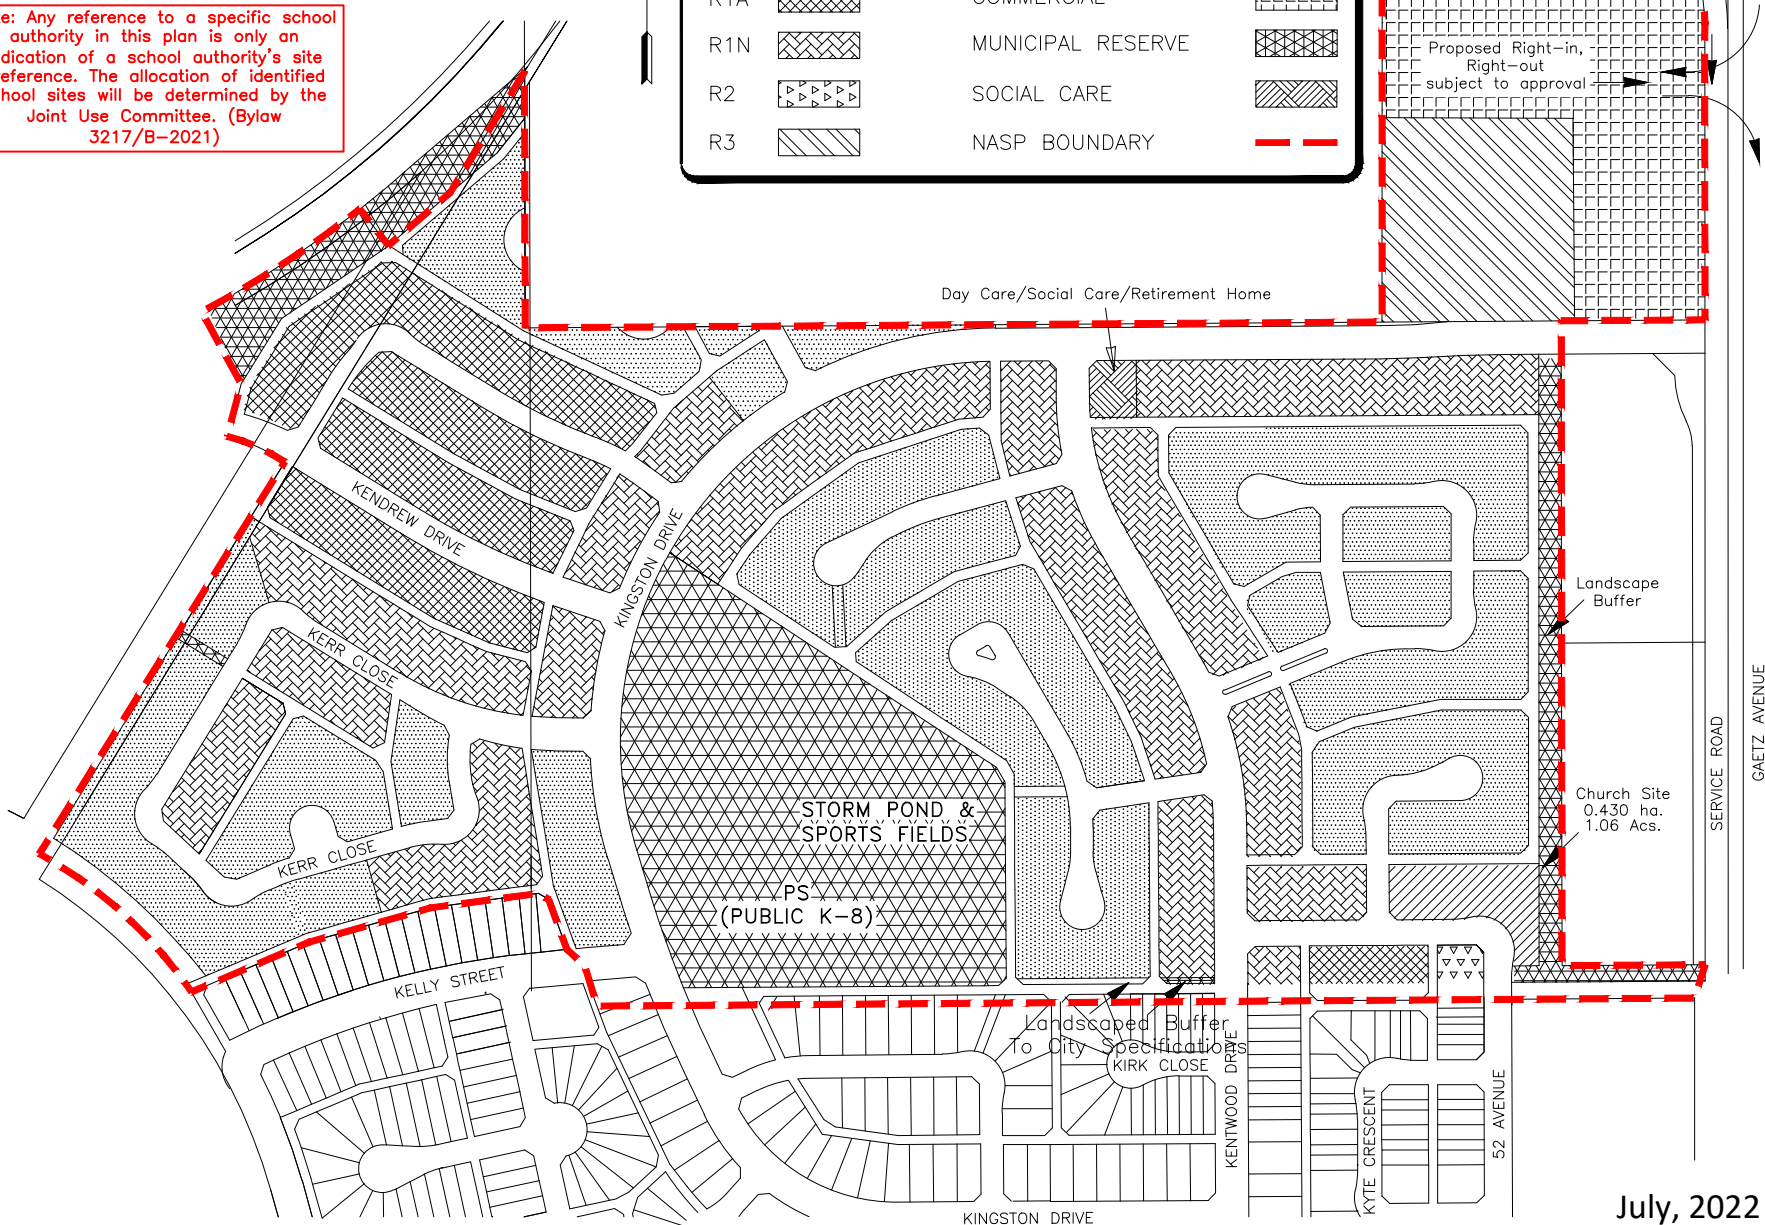 te: Any reference to a specific school
authority in this plan is only an
dication of a school authority's site
eference. The allocation of identified
hool sites will be determined by the
Joint Use Committee. (Bylaw
3217/B-2021)
R1A
COMMERCIAL
R1N
MUNICIPAL RESERVE
R2
SOCIAL CARE
R3
NASP BOUNDARY
Proposed Right-in,
Right-out
subject to approval
Day Care/Social Care/Retirement Home
KENDREW DRIVE
KINGSTON DRIVE
KERR CLOSE
KERR CLOSE
STORM POND &
SPORTS FIELDS
PS
(PUBLIC K-8)
Landscape
Buffer
Church Site
0.430 ha.
1.06 Acs.
SERVICE ROAD
GAETZ AVENUE
KELLY STREET
Landscaped Buffer
To City Specifications
KIRK CLOSE
KENTWOOD DRIVE
KYTE CRESCENT
52 AVENUE
KINGSTON DRIVE
July, 2022